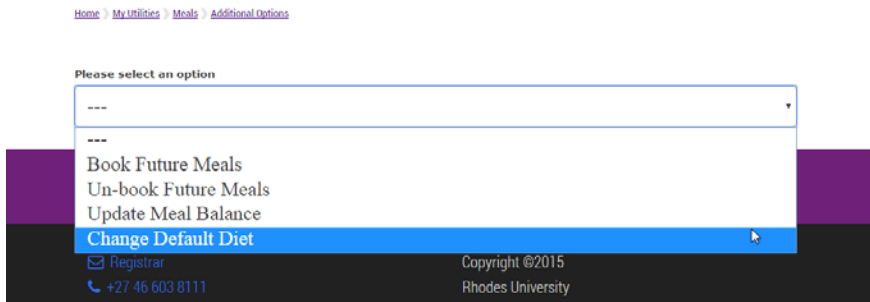 Home > My Utilities > Meals > Additional Options
Please select an option
---
---
Book Future Meals
Un-book Future Meals
Update Meal Balance
Change Default Diet
Registrar Copyright ©2015
+27 46 603 8111 Rhodes University